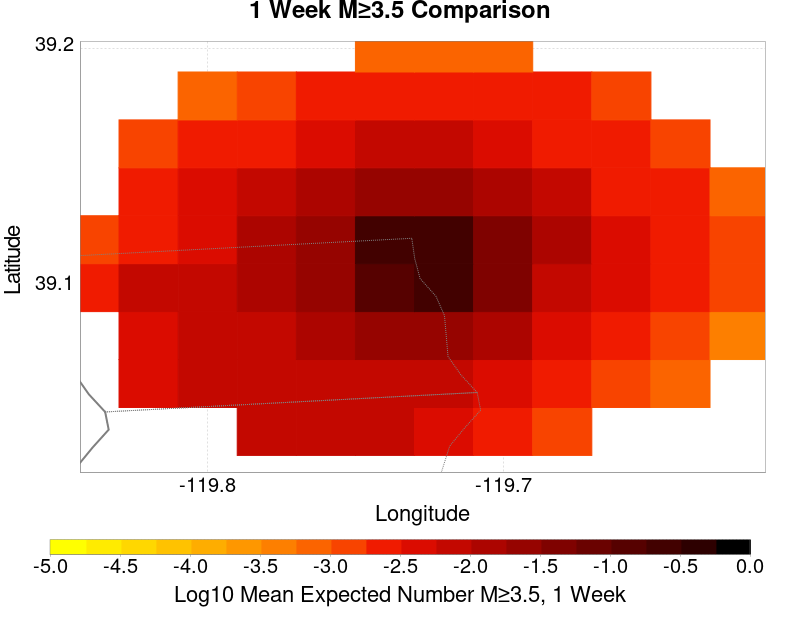 1 Week M≥3.5 Comparison
39.2
39.1
Latitude
-119.8 -119.7
Longitude
-5.0 -4.5 -4.0 -3.5 -3.0 -2.5 -2.0 -1.5 -1.0 -0.5 0.0
Log10 Mean Expected Number M≥3.5, 1 Week